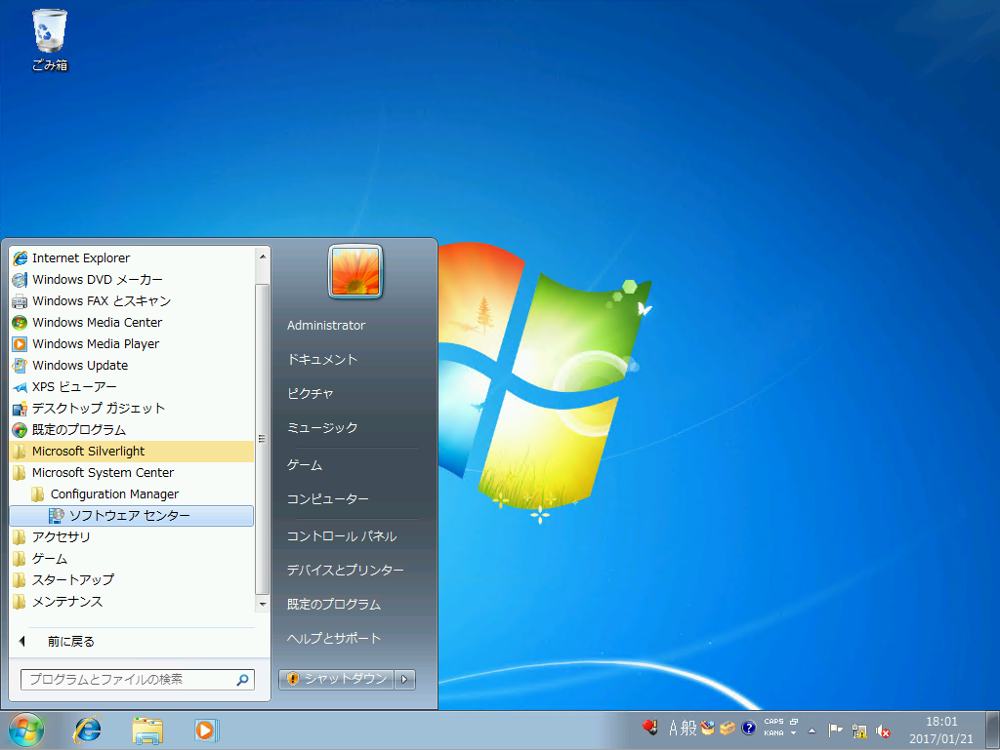 ごみ箱
Internet Explorer
Windows DVD メーカー
Windows FAX とスキャン
Windows Media Center
Windows Media Player
Windows Update
XPS ビューアー
デスクトップ ガジェット
既定のプログラム
Microsoft Silverlight
Microsoft System Center
Configuration Manager
ソフトウェア センター
アクセサリ
ゲーム
スタートアップ
メンテナンス
前に戻る
プログラムとファイルの検索
Administrator
ドキュメント
ピクチャ
ミュージック
ゲーム
コンピューター
コントロール パネル
デバイスとプリンター
既定のプログラム
ヘルプとサポート
シャットダウン
A 般
CAPS
KANA
18:01
2017/01/21